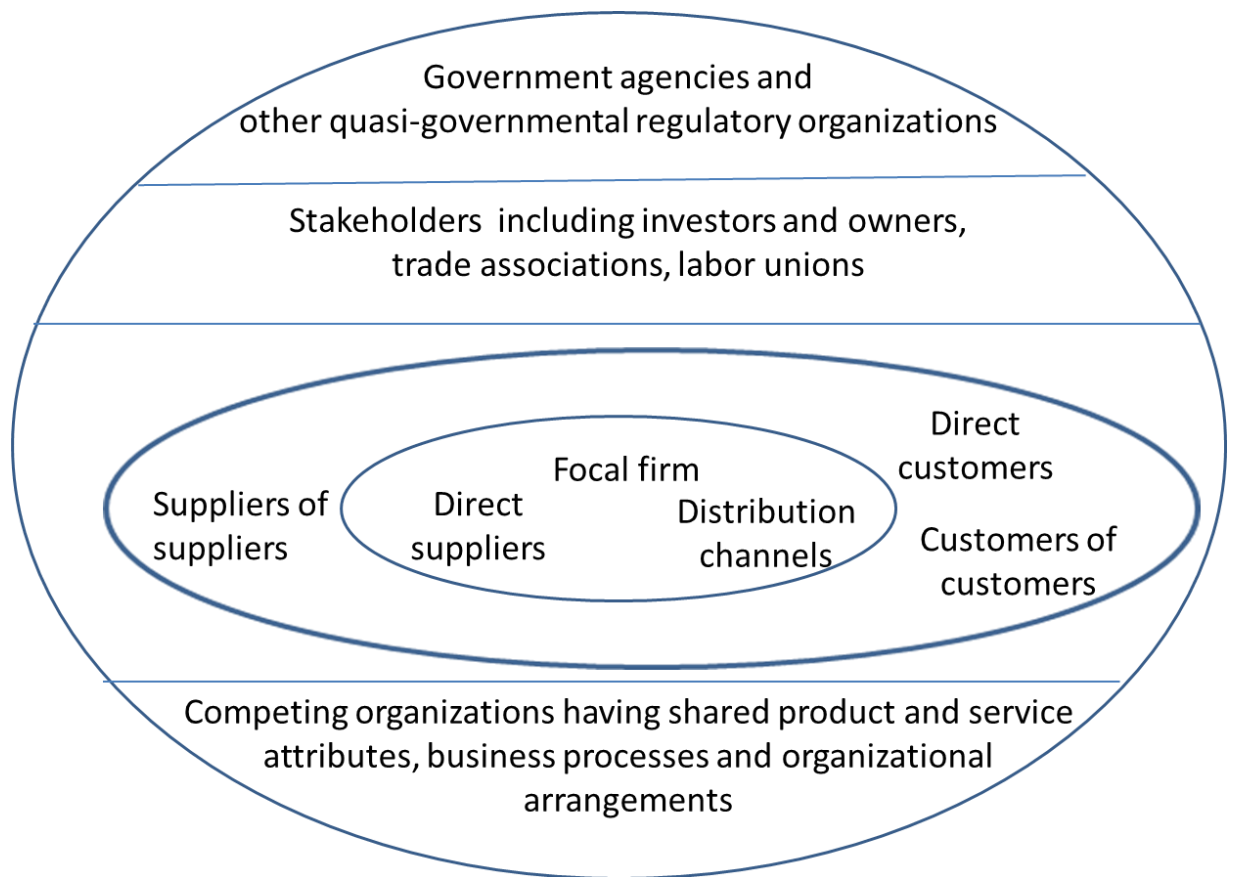 Government agencies and
other quasi-governmental regulatory organizations
Stakeholders including investors and owners,
trade associations, labor unions
Suppliers of
suppliers
Direct
suppliers
Focal firm
Distribution
channels
Direct
customers
Customers of
customers
Competing organizations having shared product and service
attributes, business processes and organizational
arrangements